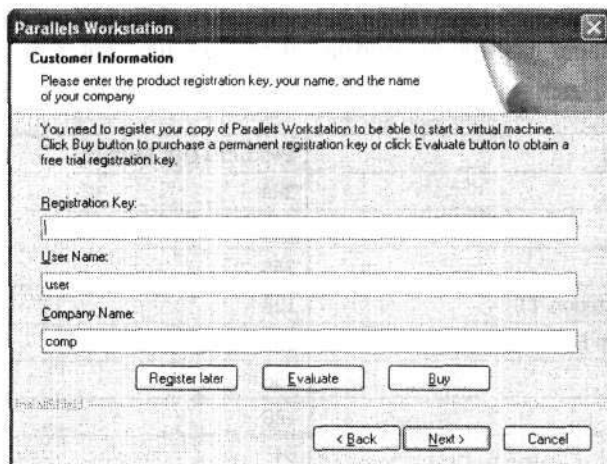 Parallels Workstation
Customer Information
Please enter the product registration key, your name, and the name
of your company
You need to register your copy of Parallels Workstation to be able to start a virtual machine.
Click Buy button to purchase a permanent registration key or click Evaluate button to obtain a
free trial registration key.
Registration Key:
User Name:
user
Company Name:
comp
Register later Evaluate Buy
InstallShield
< Back Next > Cancel